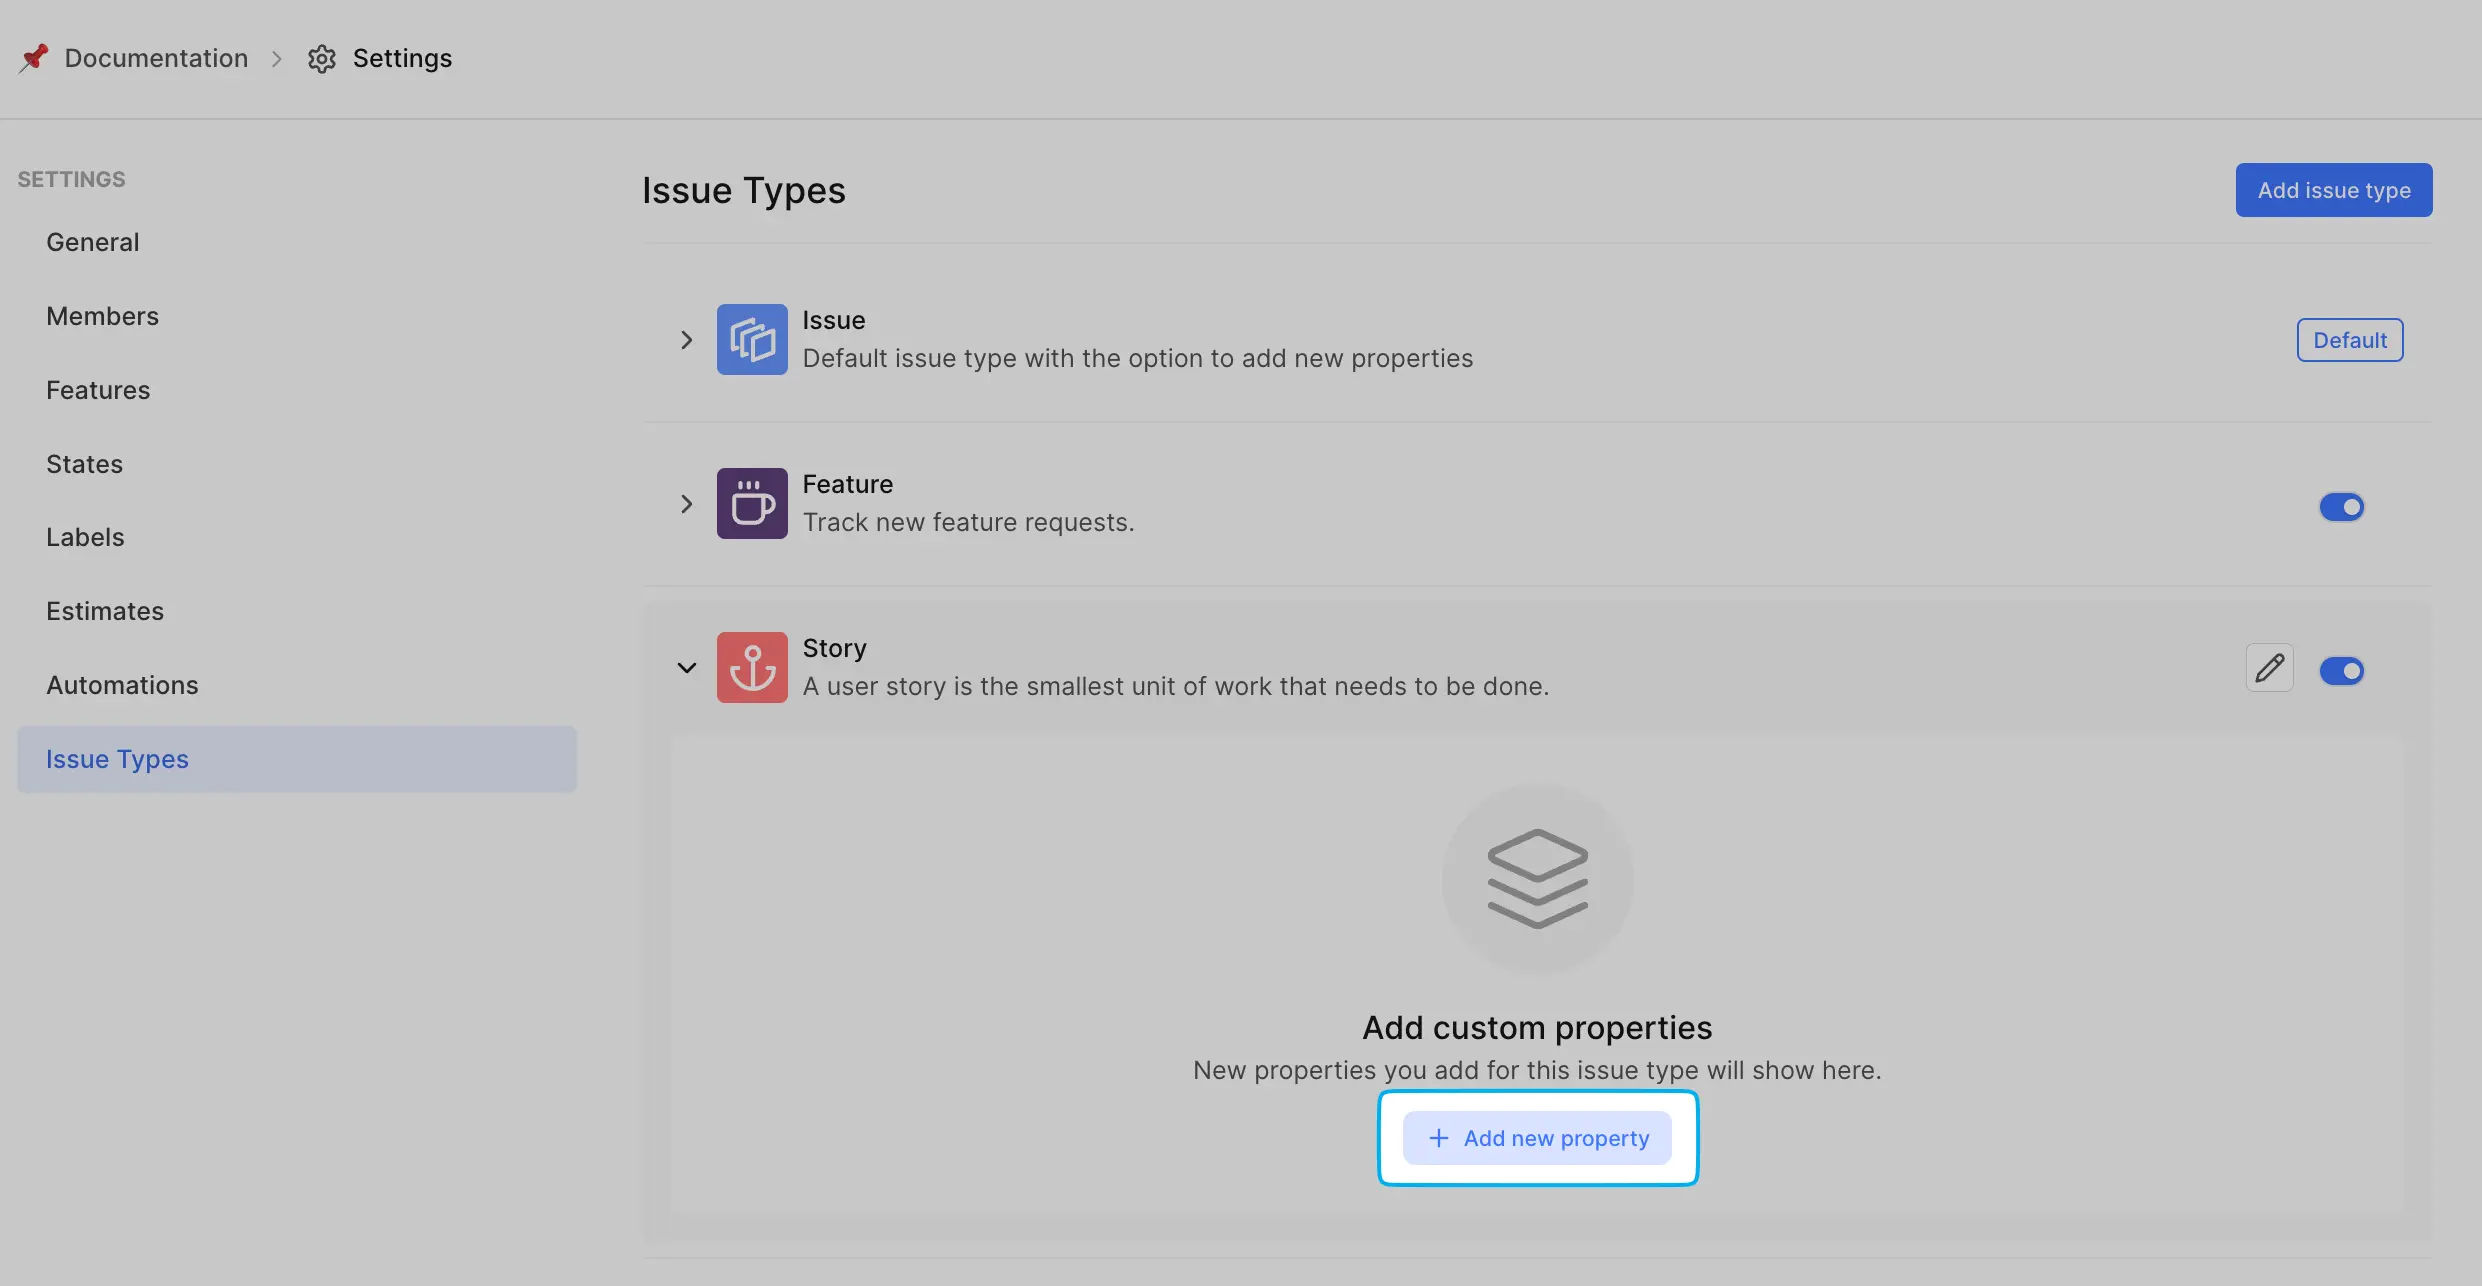 Documentation
Settings
SETTINGS
General
Members
Features
States
Labels
Estimates
Automations
Issue Types
Issue Types
Add issue type
Issue
Default issue type with the option to add new properties
Default
Feature
Track new feature requests.
Story
A user story is the smallest unit of work that needs to be done.
Add custom properties
New properties you add for this issue type will show here.
Add new property